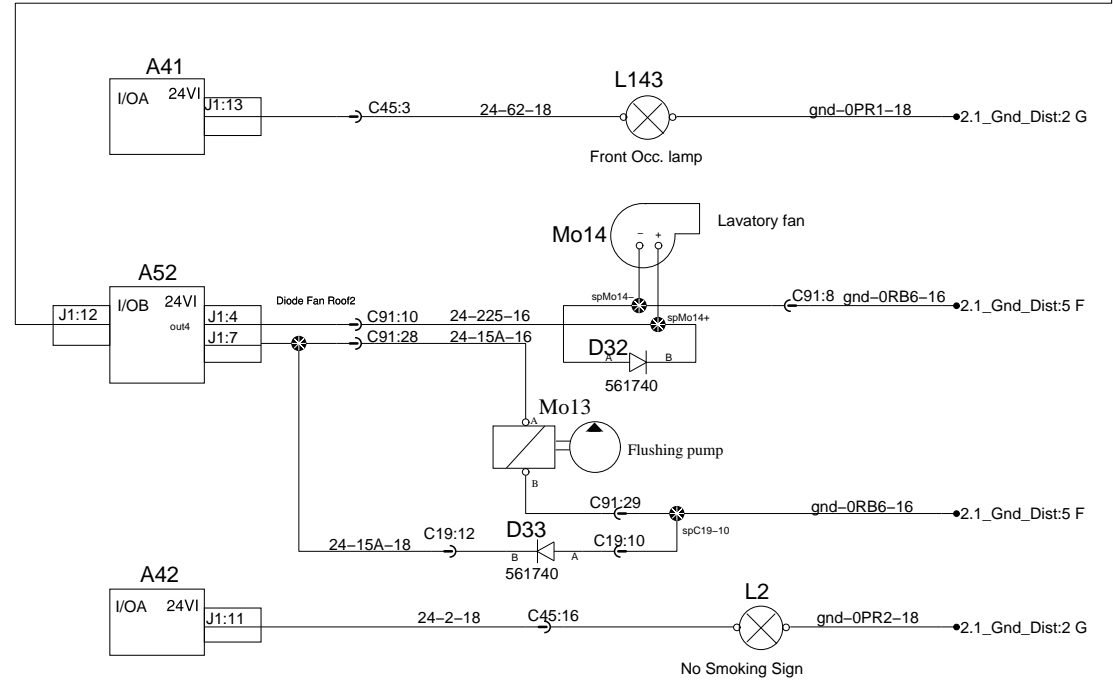 A41
I/OA 24VI
J1:13
C45:3
24-62-18
L143
gnd-0PR1-18
2.1_Gnd_Dist:2 G
Front Occ. lamp
Mo14
- +
Lavatory fan
A52
I/OB 24VI
out4
J1:12
J1:4
J1:7
Diode Fan Roof2
C91:10
24-225-16
C91:28
24-15A-16
spMo14-
spMo14+
C91:8
gnd-0RB6-16
2.1_Gnd_Dist:5 F
D32
A
B
561740
Mo13
A
B
Flushing pump
C91:29
spC19-10
gnd-0RB6-16
2.1_Gnd_Dist:5 F
24-15A-18
C19:12
D33
B
A
561740
C19:10
A42
I/OA 24VI
J1:11
24-2-18
C45:16
L2
gnd-0PR2-18
2.1_Gnd_Dist:2 G
No Smoking Sign